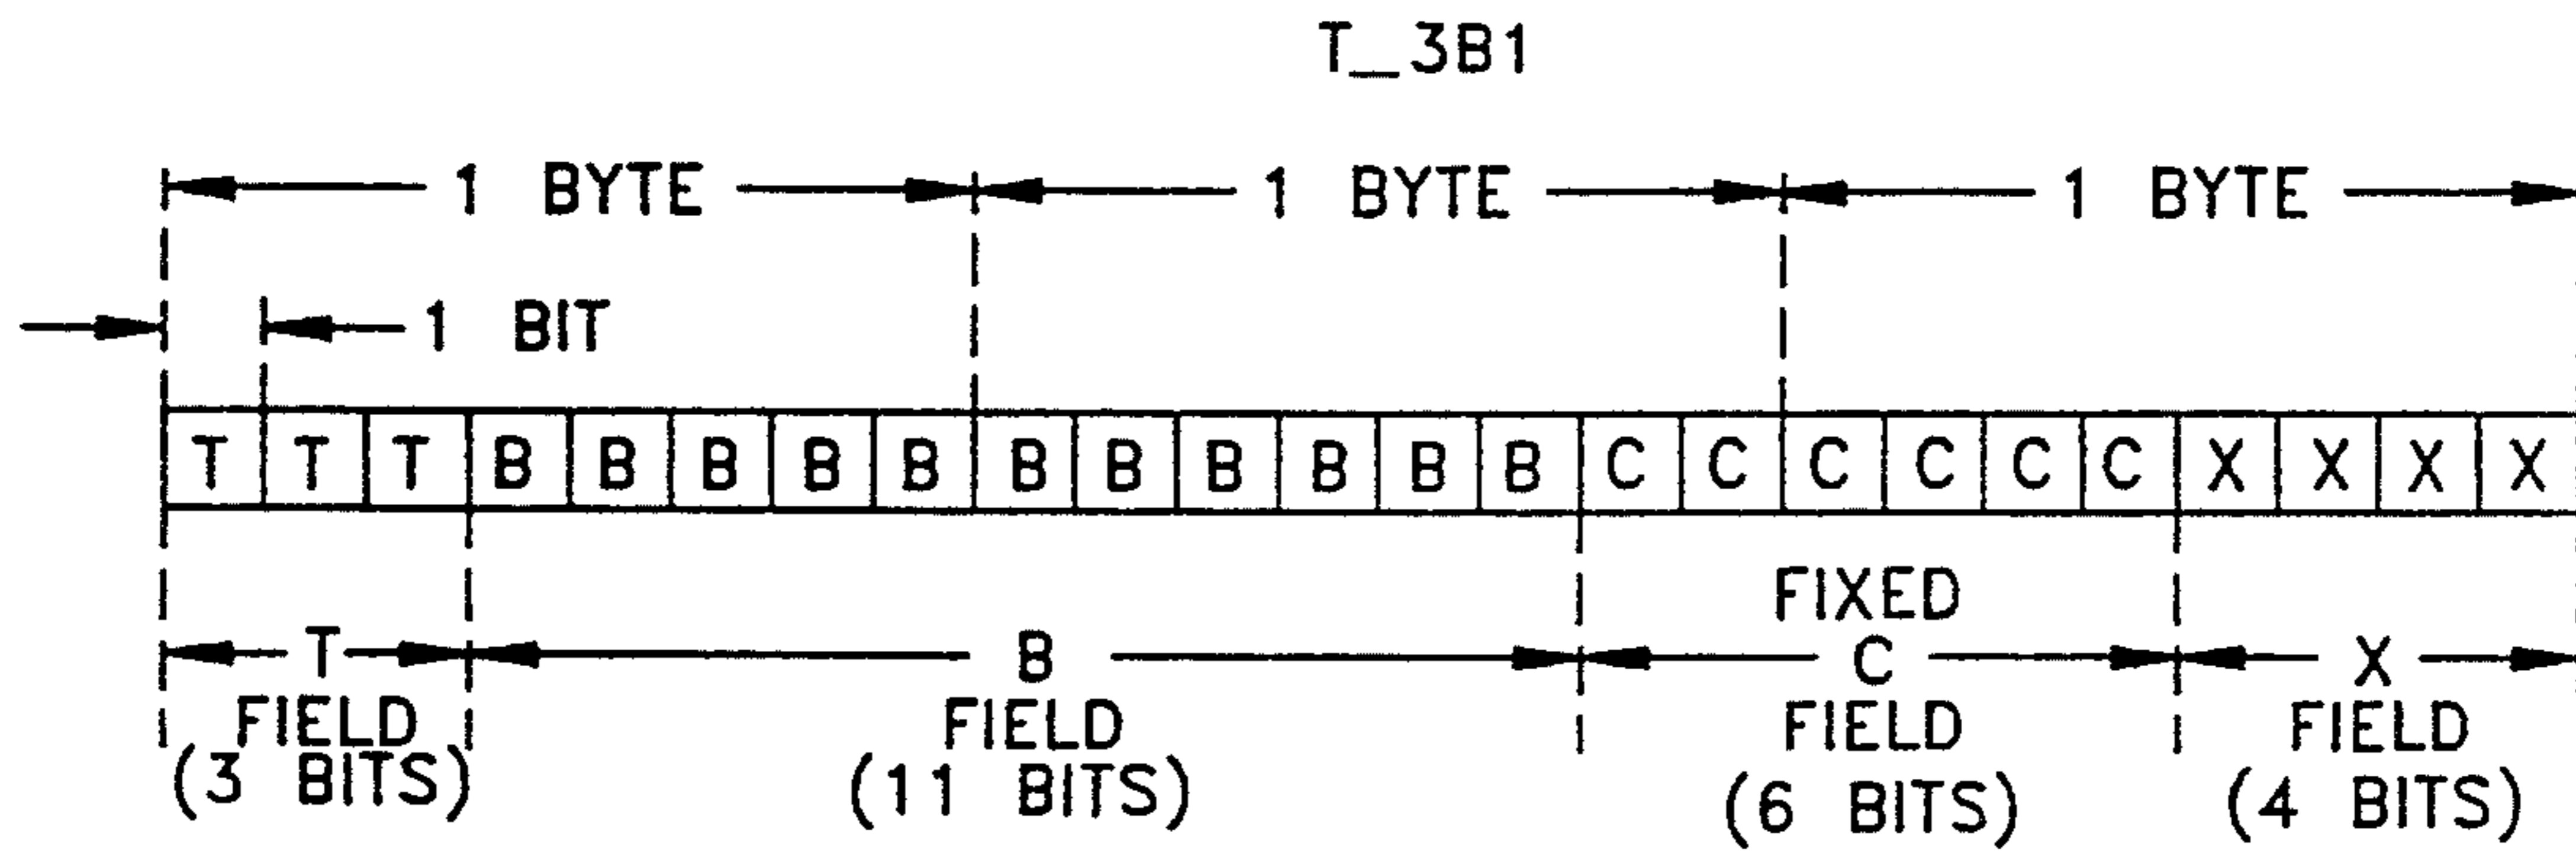 T_3B1
1 BYTE 1 BYTE 1 BYTE
1 BIT
T T T B B B B B B B B B B B C C C C C C X X X X
FIXED
T B C X
FIELD FIELD FIELD FIELD
(3 BITS) (11 BITS) (6 BITS) (4 BITS)